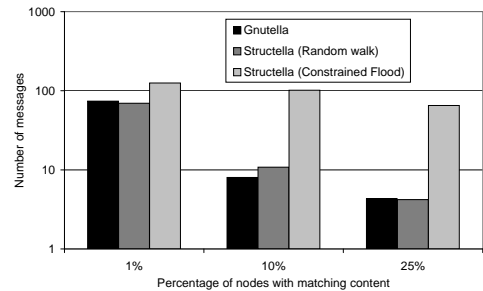 1000
100
10
1
Number of messages
Gnutella
Structella (Random walk)
Structella (Constrained Flood)
1%
10%
25%
Percentage of nodes with matching content